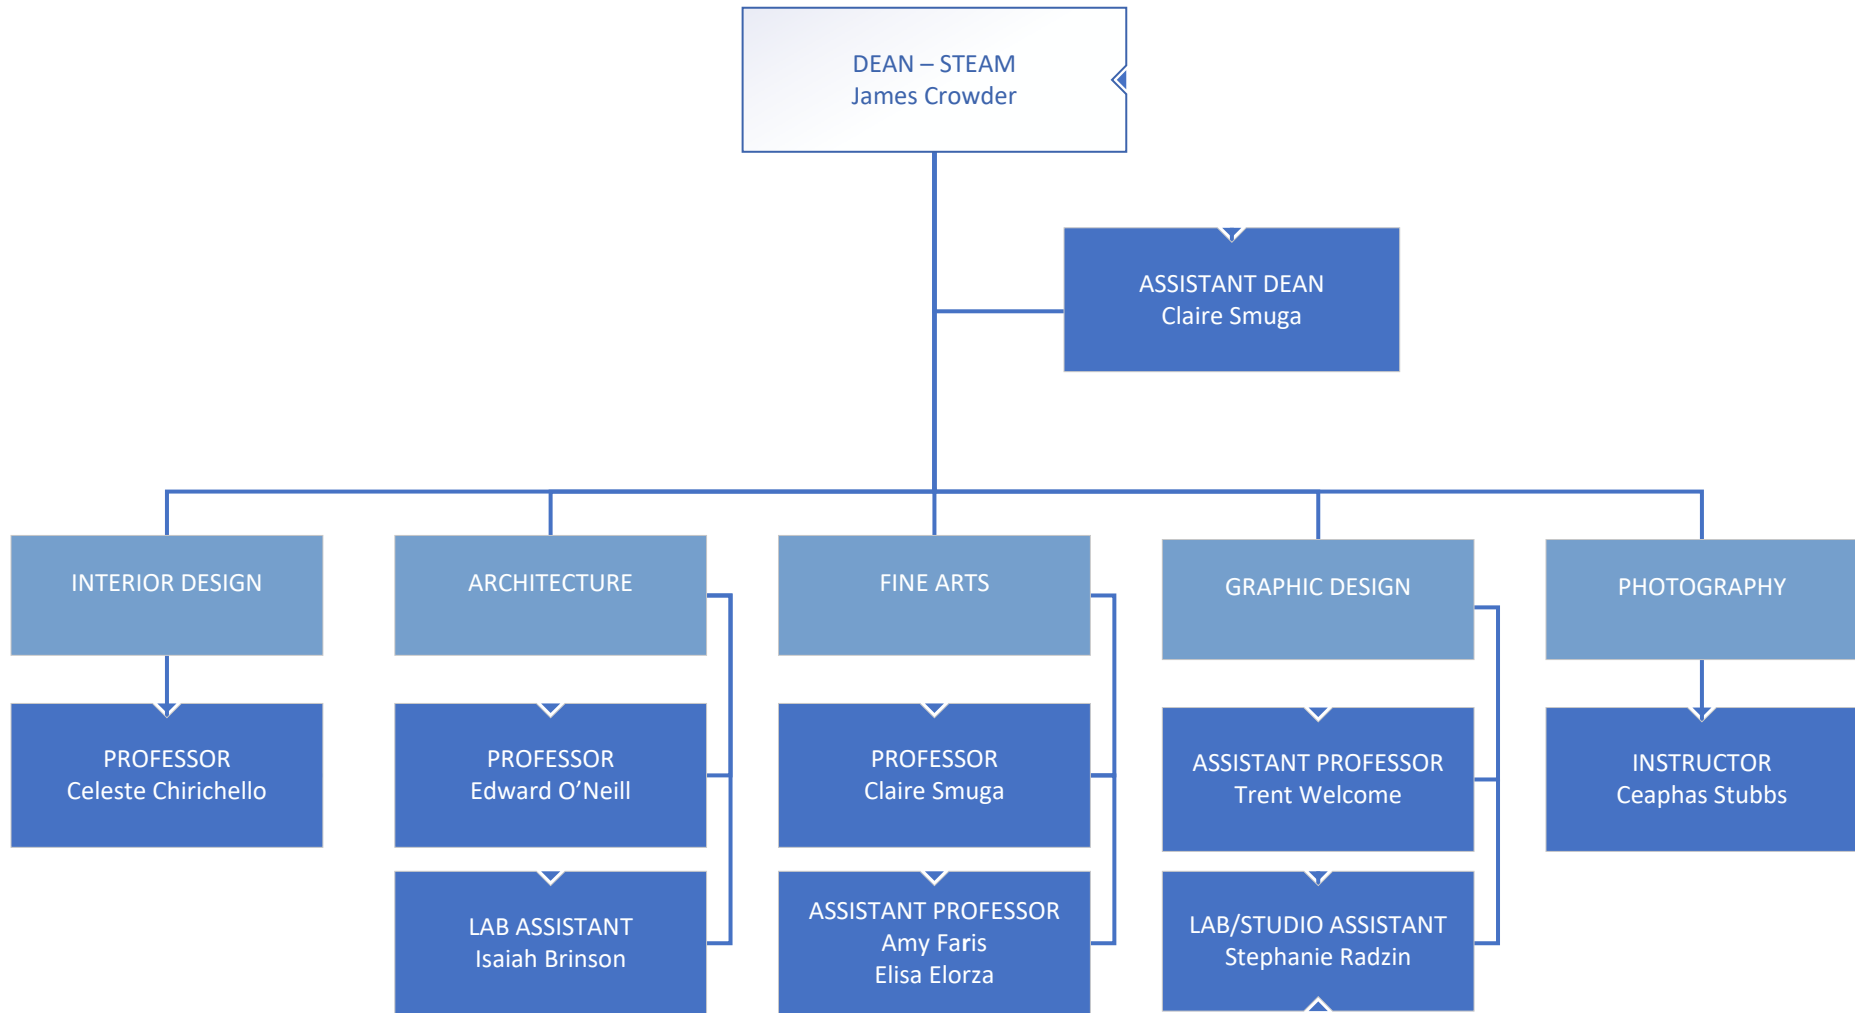 DEAN – STEAM
James Crowder
ASSISTANT DEAN
Claire Smuga
INTERIOR DESIGN
ARCHITECTURE
FINE ARTS
GRAPHIC DESIGN
PHOTOGRAPHY
PROFESSOR
Celeste Chirichello
PROFESSOR
Edward O’Neill
PROFESSOR
Claire Smuga
ASSISTANT PROFESSOR
Trent Welcome
INSTRUCTOR
Ceaphas Stubbs
LAB ASSISTANT
Isaiah Brinson
ASSISTANT PROFESSOR
Amy Faris
Elisa Elorza
LAB/STUDIO ASSISTANT
Stephanie Radzin